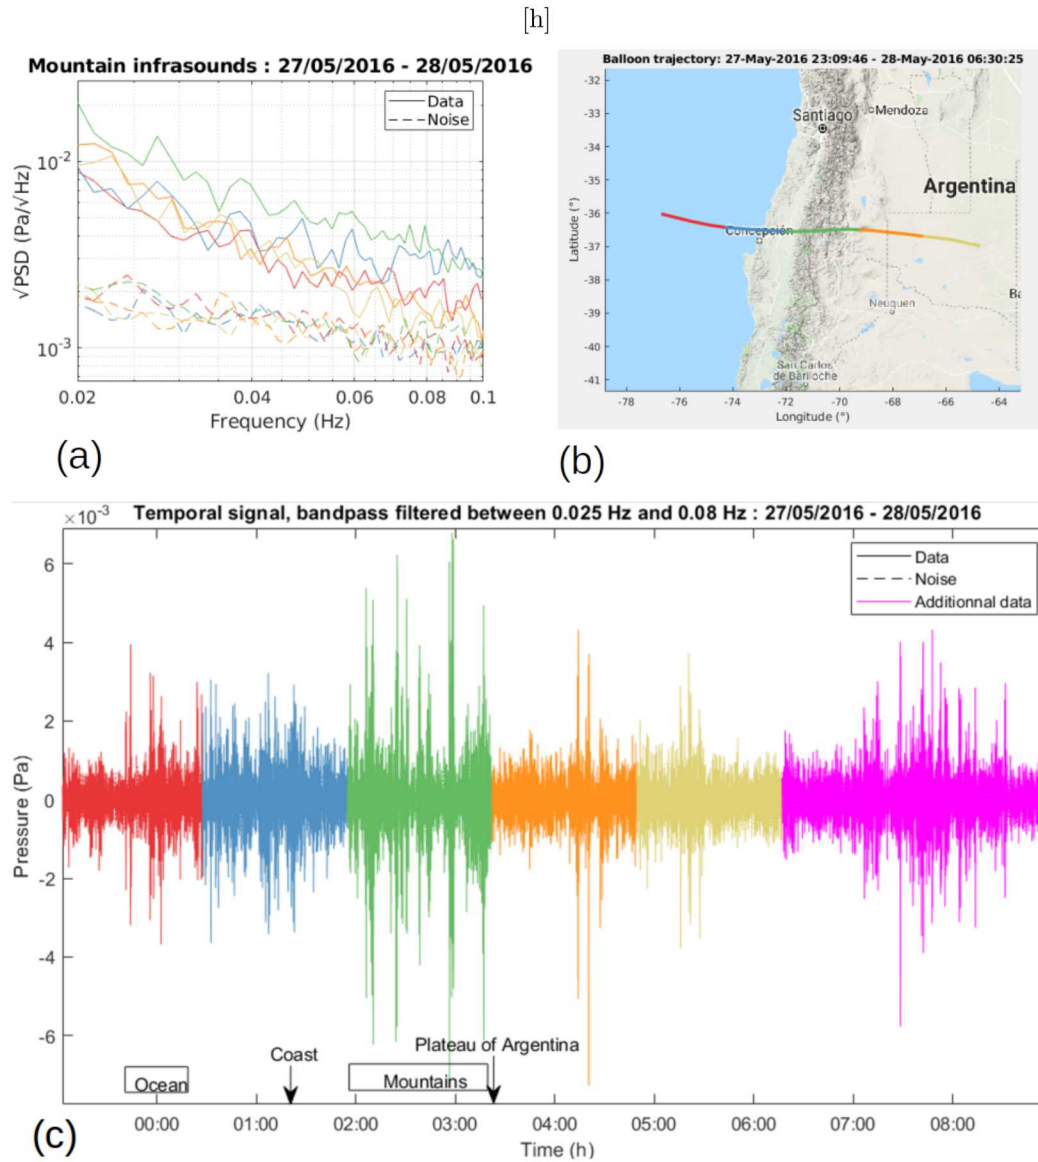 [h]
Mountain infrasounds : 27/05/2016 - 28/05/2016
Data
Noise
10^-2
10^-3
√PSD (Pa/√Hz)
0.02 0.04 0.06 0.08 0.1
Frequency (Hz)
(a)
Balloon trajectory: 27-May-2016 23:09:46 - 28-May-2016 06:30:25
-32
-33
-34
-35
-36
-37
-38
-39
-40
-41
Latitude (°)
Santiago
Mendoza
Argentina
Concepción
Neuquen
Ba
San Carlos
de Bariloche
-78 -76 -74 -72 -70 -68 -66 -64
Longitude (°)
(b)
Temporal signal, bandpass filtered between 0.025 Hz and 0.08 Hz : 27/05/2016 - 28/05/2016
×10^-3
Data
Noise
Additionnal data
6
4
2
0
-2
-4
-6
Pressure (Pa)
Plateau of Argentina
Coast
Ocean
Mountains
00:00 01:00 02:00 03:00 04:00 05:00 06:00 07:00 08:00
Time (h)
(c)